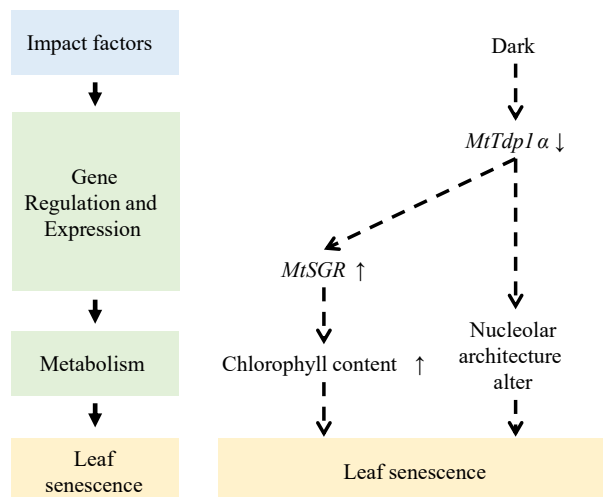 Impact factors
Gene
Regulation and
Expression
Metabolism
Leaf
senescence
Dark
MtTdp1α ↓
MtSGR ↑
Chlorophyll content ↑
Nucleolar
architecture
alter
Leaf senescence